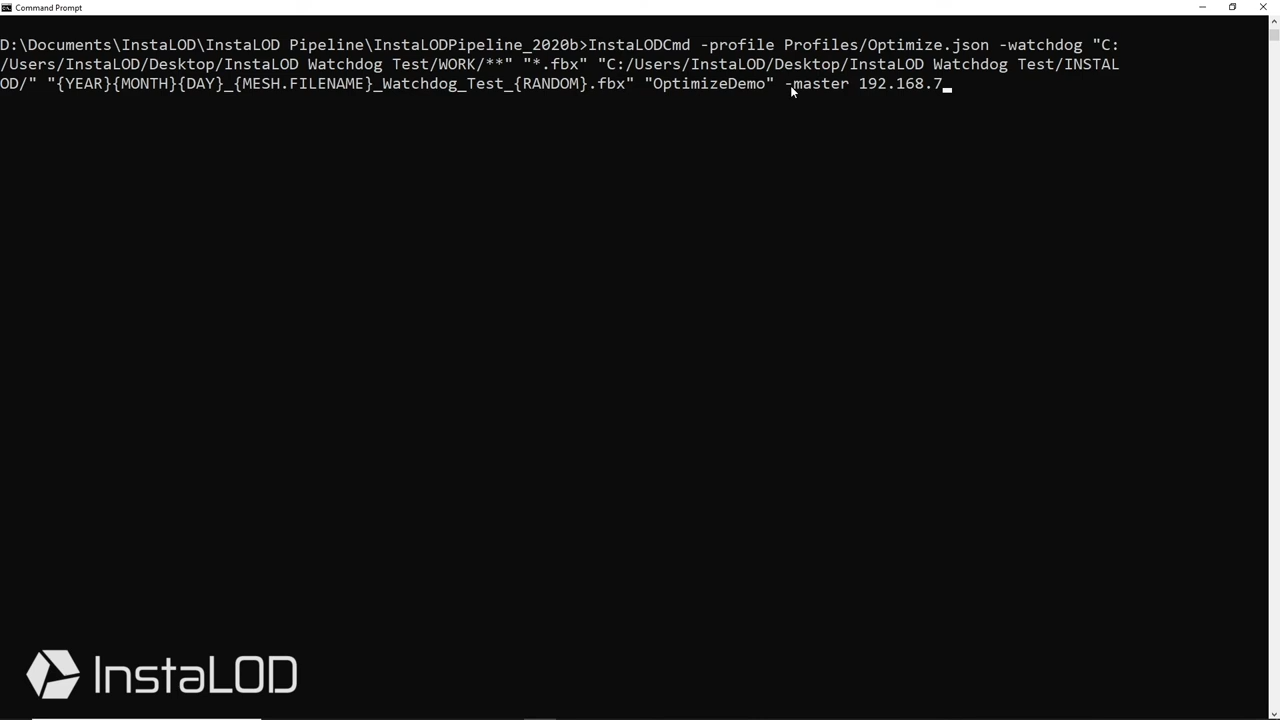 Command Prompt
D:\Documents\InstaLOD\InstaLOD Pipeline\InstaLODPipeline_2020b>InstaLODCmd -profile Profiles/Optimize.json -watchdog "C:
/Users/InstaLOD/Desktop/InstaLOD Watchdog Test/WORK/**" "*.fbx" "C:/Users/InstaLOD/Desktop/InstaLOD Watchdog Test/INSTAL
OD/" "{YEAR}{MONTH}{DAY}_{MESH.FILENAME}_Watchdog_Test_{RANDOM}.fbx" "OptimizeDemo" -master 192.168.7
InstaLOD